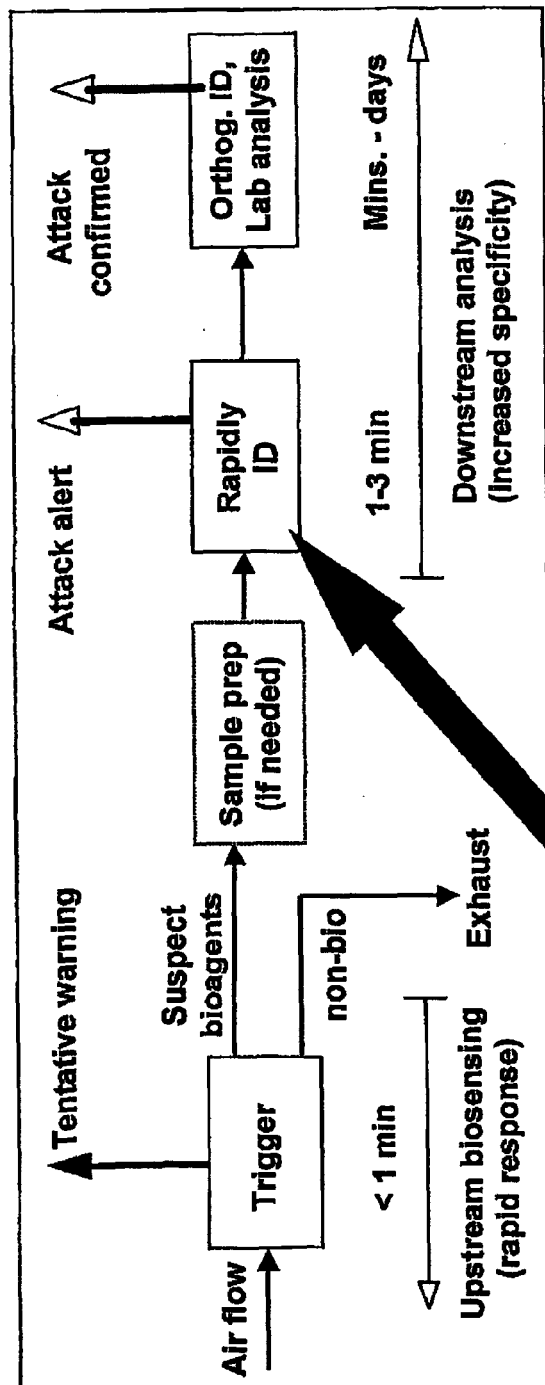 Tentative warning
Attack alert
Attack
confirmed
Air flow
Trigger
Suspect
bioagents
non-bio
Exhaust
Sample prep
(if needed)
Rapidly
ID
Orthog. ID,
Lab analysis
< 1 min
1-3 min
Mins. - days
Upstream biosensing
(rapid response)
Downstream analysis
(increased specificity)